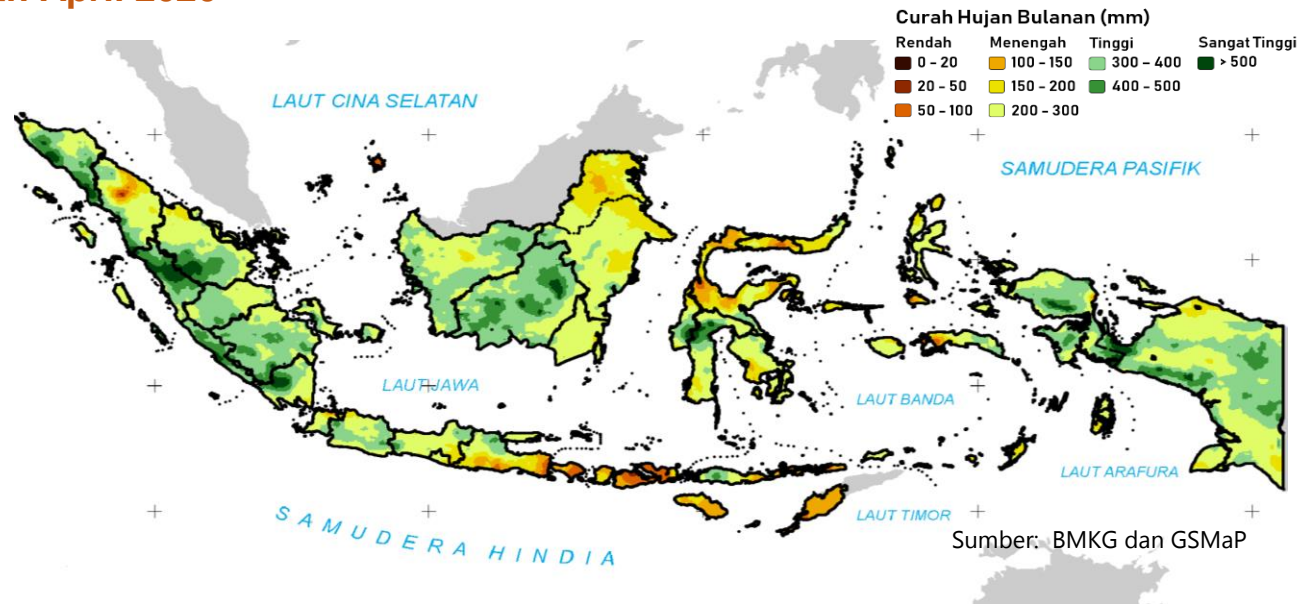 April 2026
Curah Hujan Bulanan (mm)
Rendah Menengah Tinggi Sangat Tinggi
0 - 20 100 - 150 300 - 400 > 500
20 - 50 150 - 200 400 - 500
50 - 100 200 - 300
LAUT CINA SELATAN
SAMUDERA PASIFIK
LAUT JAWA
LAUT BANDA
LAUT ARAFURA
LAUT TIMOR
SAMUDERA HINDIA
Sumber: BMKG dan GSMaP